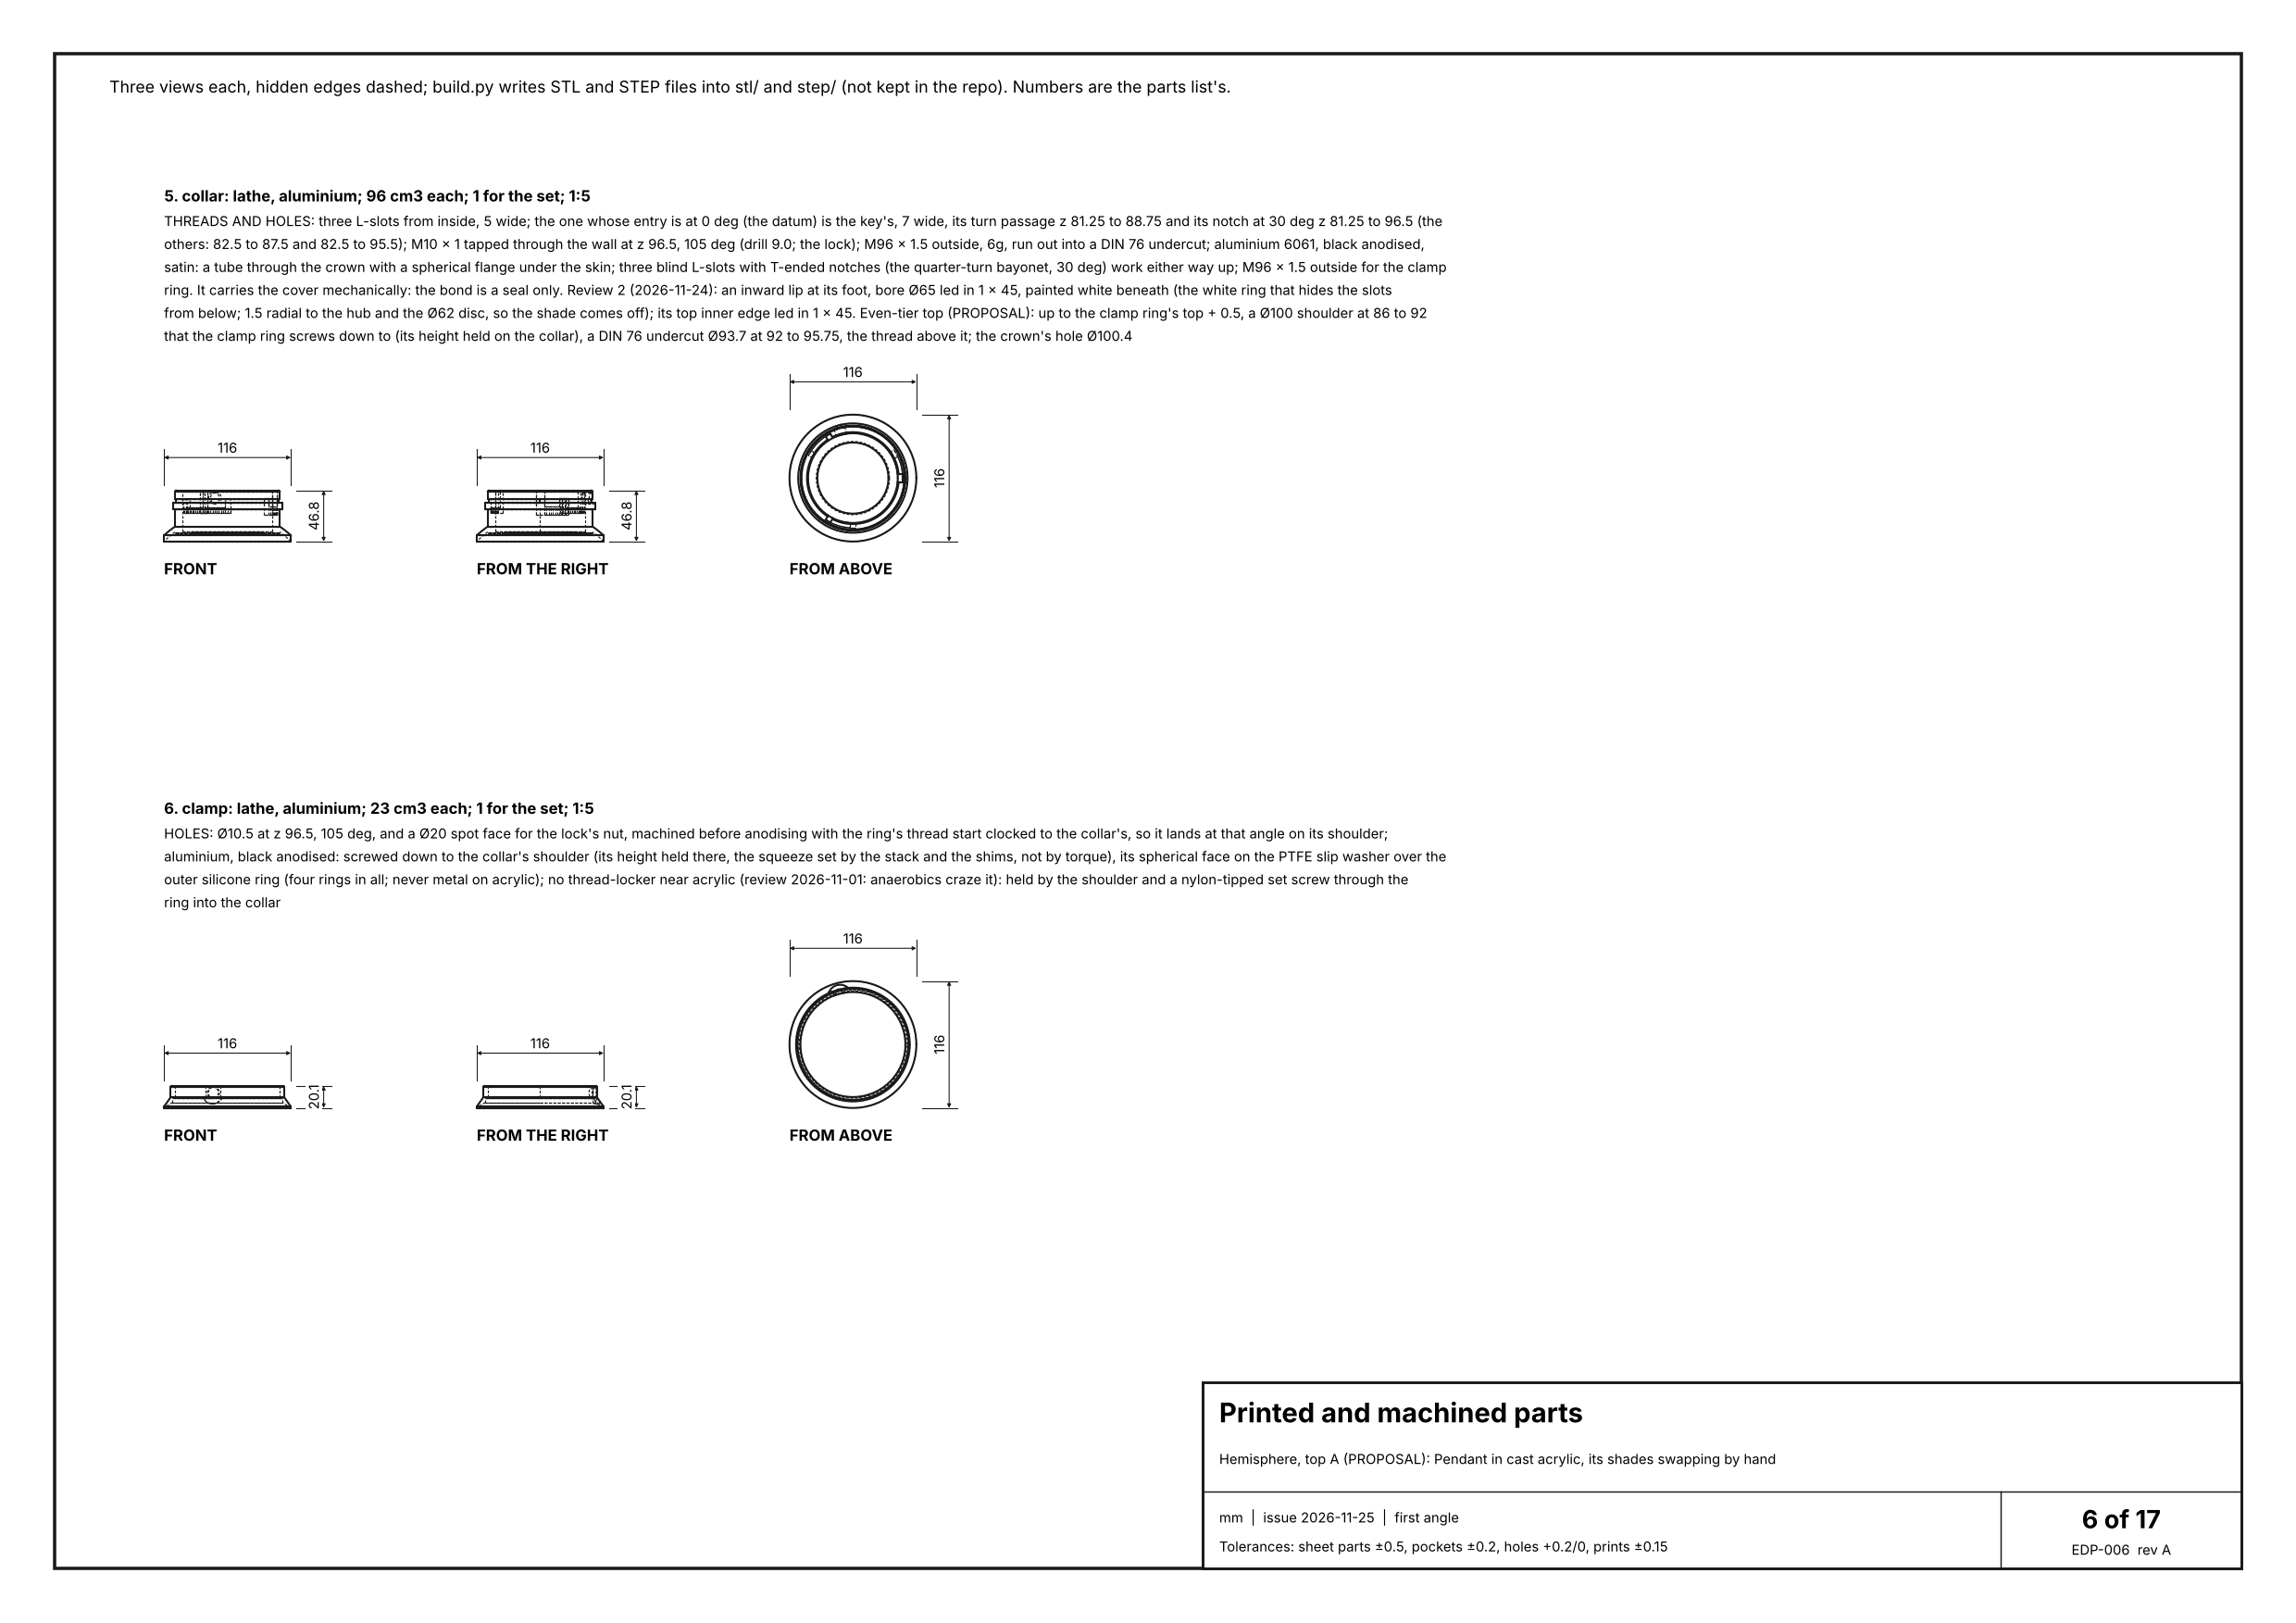 Three views each, hidden edges dashed; build.py writes STL and STEP files into stl/ and step/ (not kept in the repo). Numbers are the parts list's.
5. collar: lathe, aluminium; 96 cm3 each; 1 for the set; 1:5
THREADS AND HOLES: three L-slots from inside, 5 wide; the one whose entry is at 0 deg (the datum) is the key's, 7 wide, its turn passage z 81.25 to 88.75 and its notch at 30 deg z 81.25 to 96.5 (the
others: 82.5 to 87.5 and 82.5 to 95.5); M10 × 1 tapped through the wall at z 96.5, 105 deg (drill 9.0; the lock); M96 × 1.5 outside, 6g, run out into a DIN 76 undercut; aluminium 6061, black anodised,
satin: a tube through the crown with a spherical flange under the skin; three blind L-slots with T-ended notches (the quarter-turn bayonet, 30 deg) work either way up; M96 × 1.5 outside for the clamp
ring. It carries the cover mechanically: the bond is a seal only. Review 2 (2026-11-24): an inward lip at its foot, bore Ø65 led in 1 × 45, painted white beneath (the white ring that hides the slots
from below; 1.5 radial to the hub and the Ø62 disc, so the shade comes off); its top inner edge led in 1 × 45. Even-tier top (PROPOSAL): up to the clamp ring's top + 0.5, a Ø100 shoulder at 86 to 92
that the clamp ring screws down to (its height held on the collar), a DIN 76 undercut Ø93.7 at 92 to 95.75, the thread above it; the crown's hole Ø100.4
116
116
116
116
46.8
46.8
FRONT
FROM THE RIGHT
FROM ABOVE
6. clamp: lathe, aluminium; 23 cm3 each; 1 for the set; 1:5
HOLES: Ø10.5 at z 96.5, 105 deg, and a Ø20 spot face for the lock's nut, machined before anodising with the ring's thread start clocked to the collar's, so it lands at that angle on its shoulder;
aluminium, black anodised: screwed down to the collar's shoulder (its height held there, the squeeze set by the stack and the shims, not by torque), its spherical face on the PTFE slip washer over the
outer silicone ring (four rings in all; never metal on acrylic); no thread-locker near acrylic (review 2026-11-01: anaerobics craze it): held by the shoulder and a nylon-tipped set screw through the
ring into the collar
116
116
116
116
20.1
20.1
FRONT
FROM THE RIGHT
FROM ABOVE
Printed and machined parts
Hemisphere, top A (PROPOSAL): Pendant in cast acrylic, its shades swapping by hand
mm | issue 2026-11-25 | first angle
Tolerances: sheet parts ±0.5, pockets ±0.2, holes +0.2/0, prints ±0.15
6 of 17
EDP-006 rev A